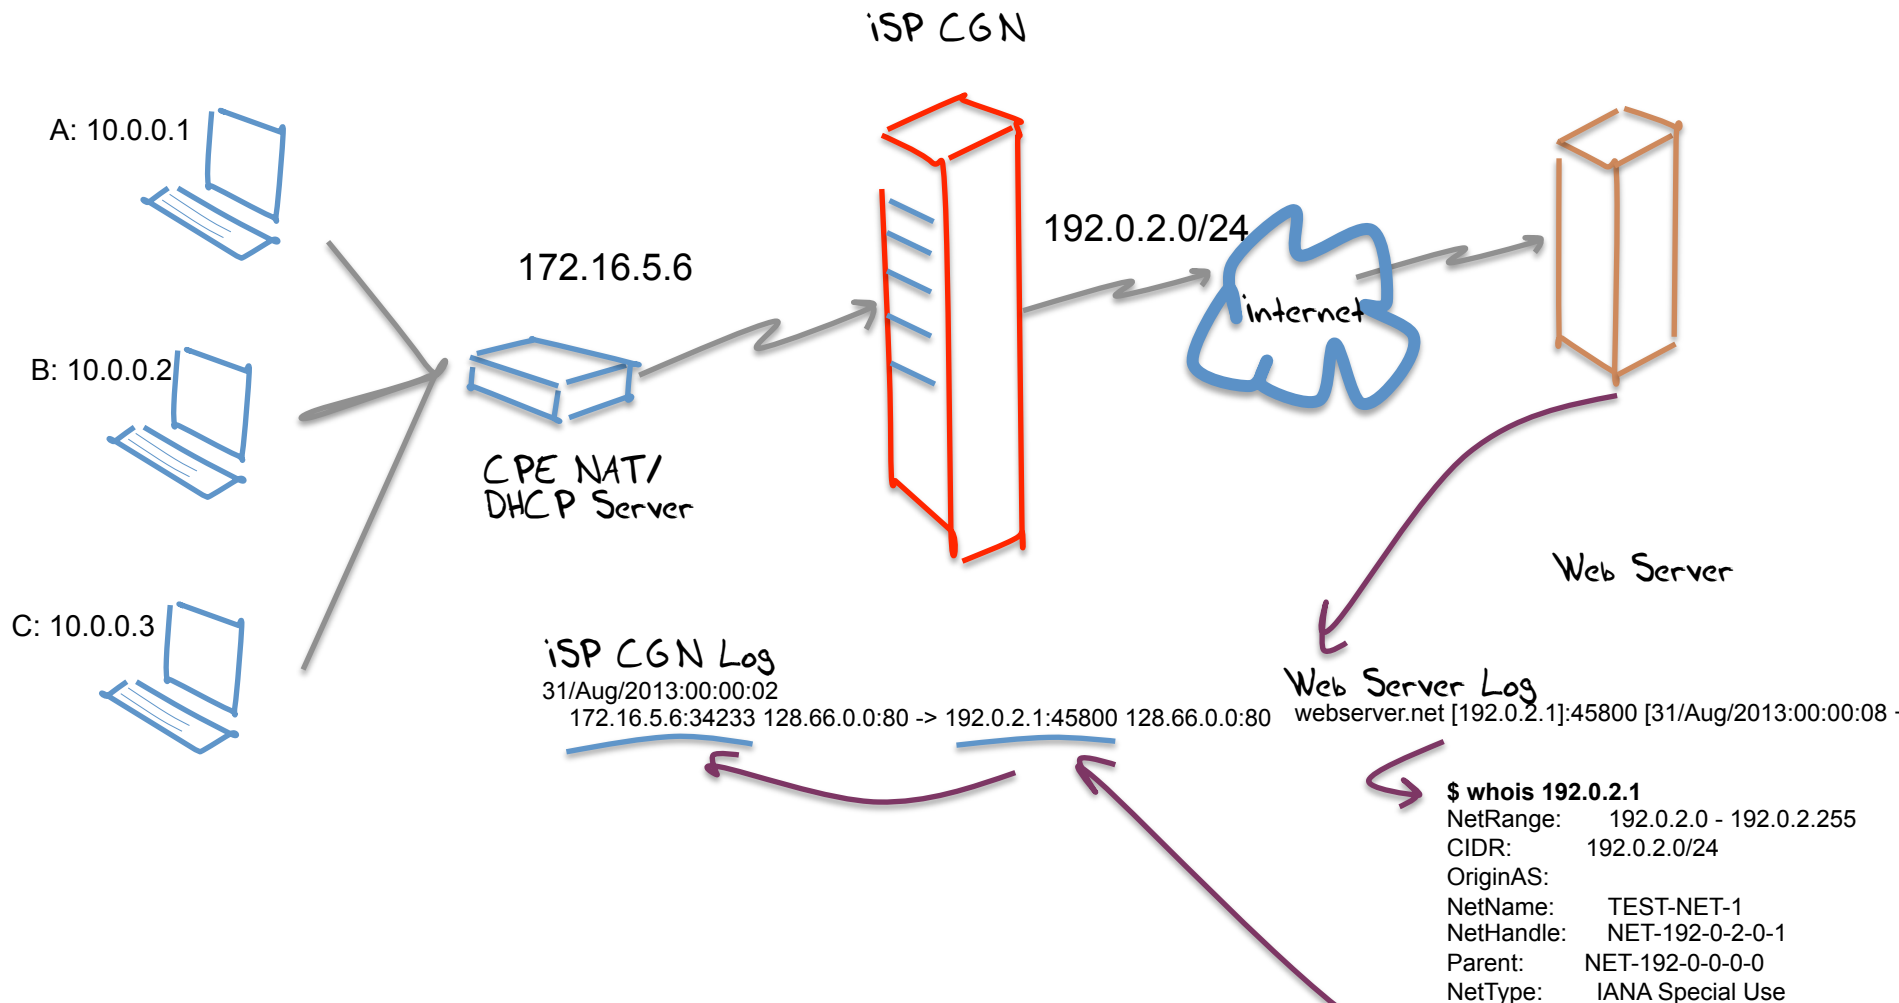 iSP CGN
A: 10.0.0.1
192.0.2.0/24
172.16.5.6
internet
B: 10.0.0.2
CPE NAT/
DHCP Server
Web Server
C: 10.0.0.3
iSP CGN Log
31/Aug/2013:00:00:02
172.16.5.6:34233 128.66.0.0:80 -> 192.0.2.1:45800 128.66.0.0:80
Web Server Log
webserver.net [192.0.2.1]:45800 [31/Aug/2013:00:00:08 -
$ whois 192.0.2.1
NetRange: 192.0.2.0 - 192.0.2.255
CIDR: 192.0.2.0/24
OriginAS:
NetName: TEST-NET-1
NetHandle: NET-192-0-2-0-1
Parent: NET-192-0-0-0-0
NetType: IANA Special Use